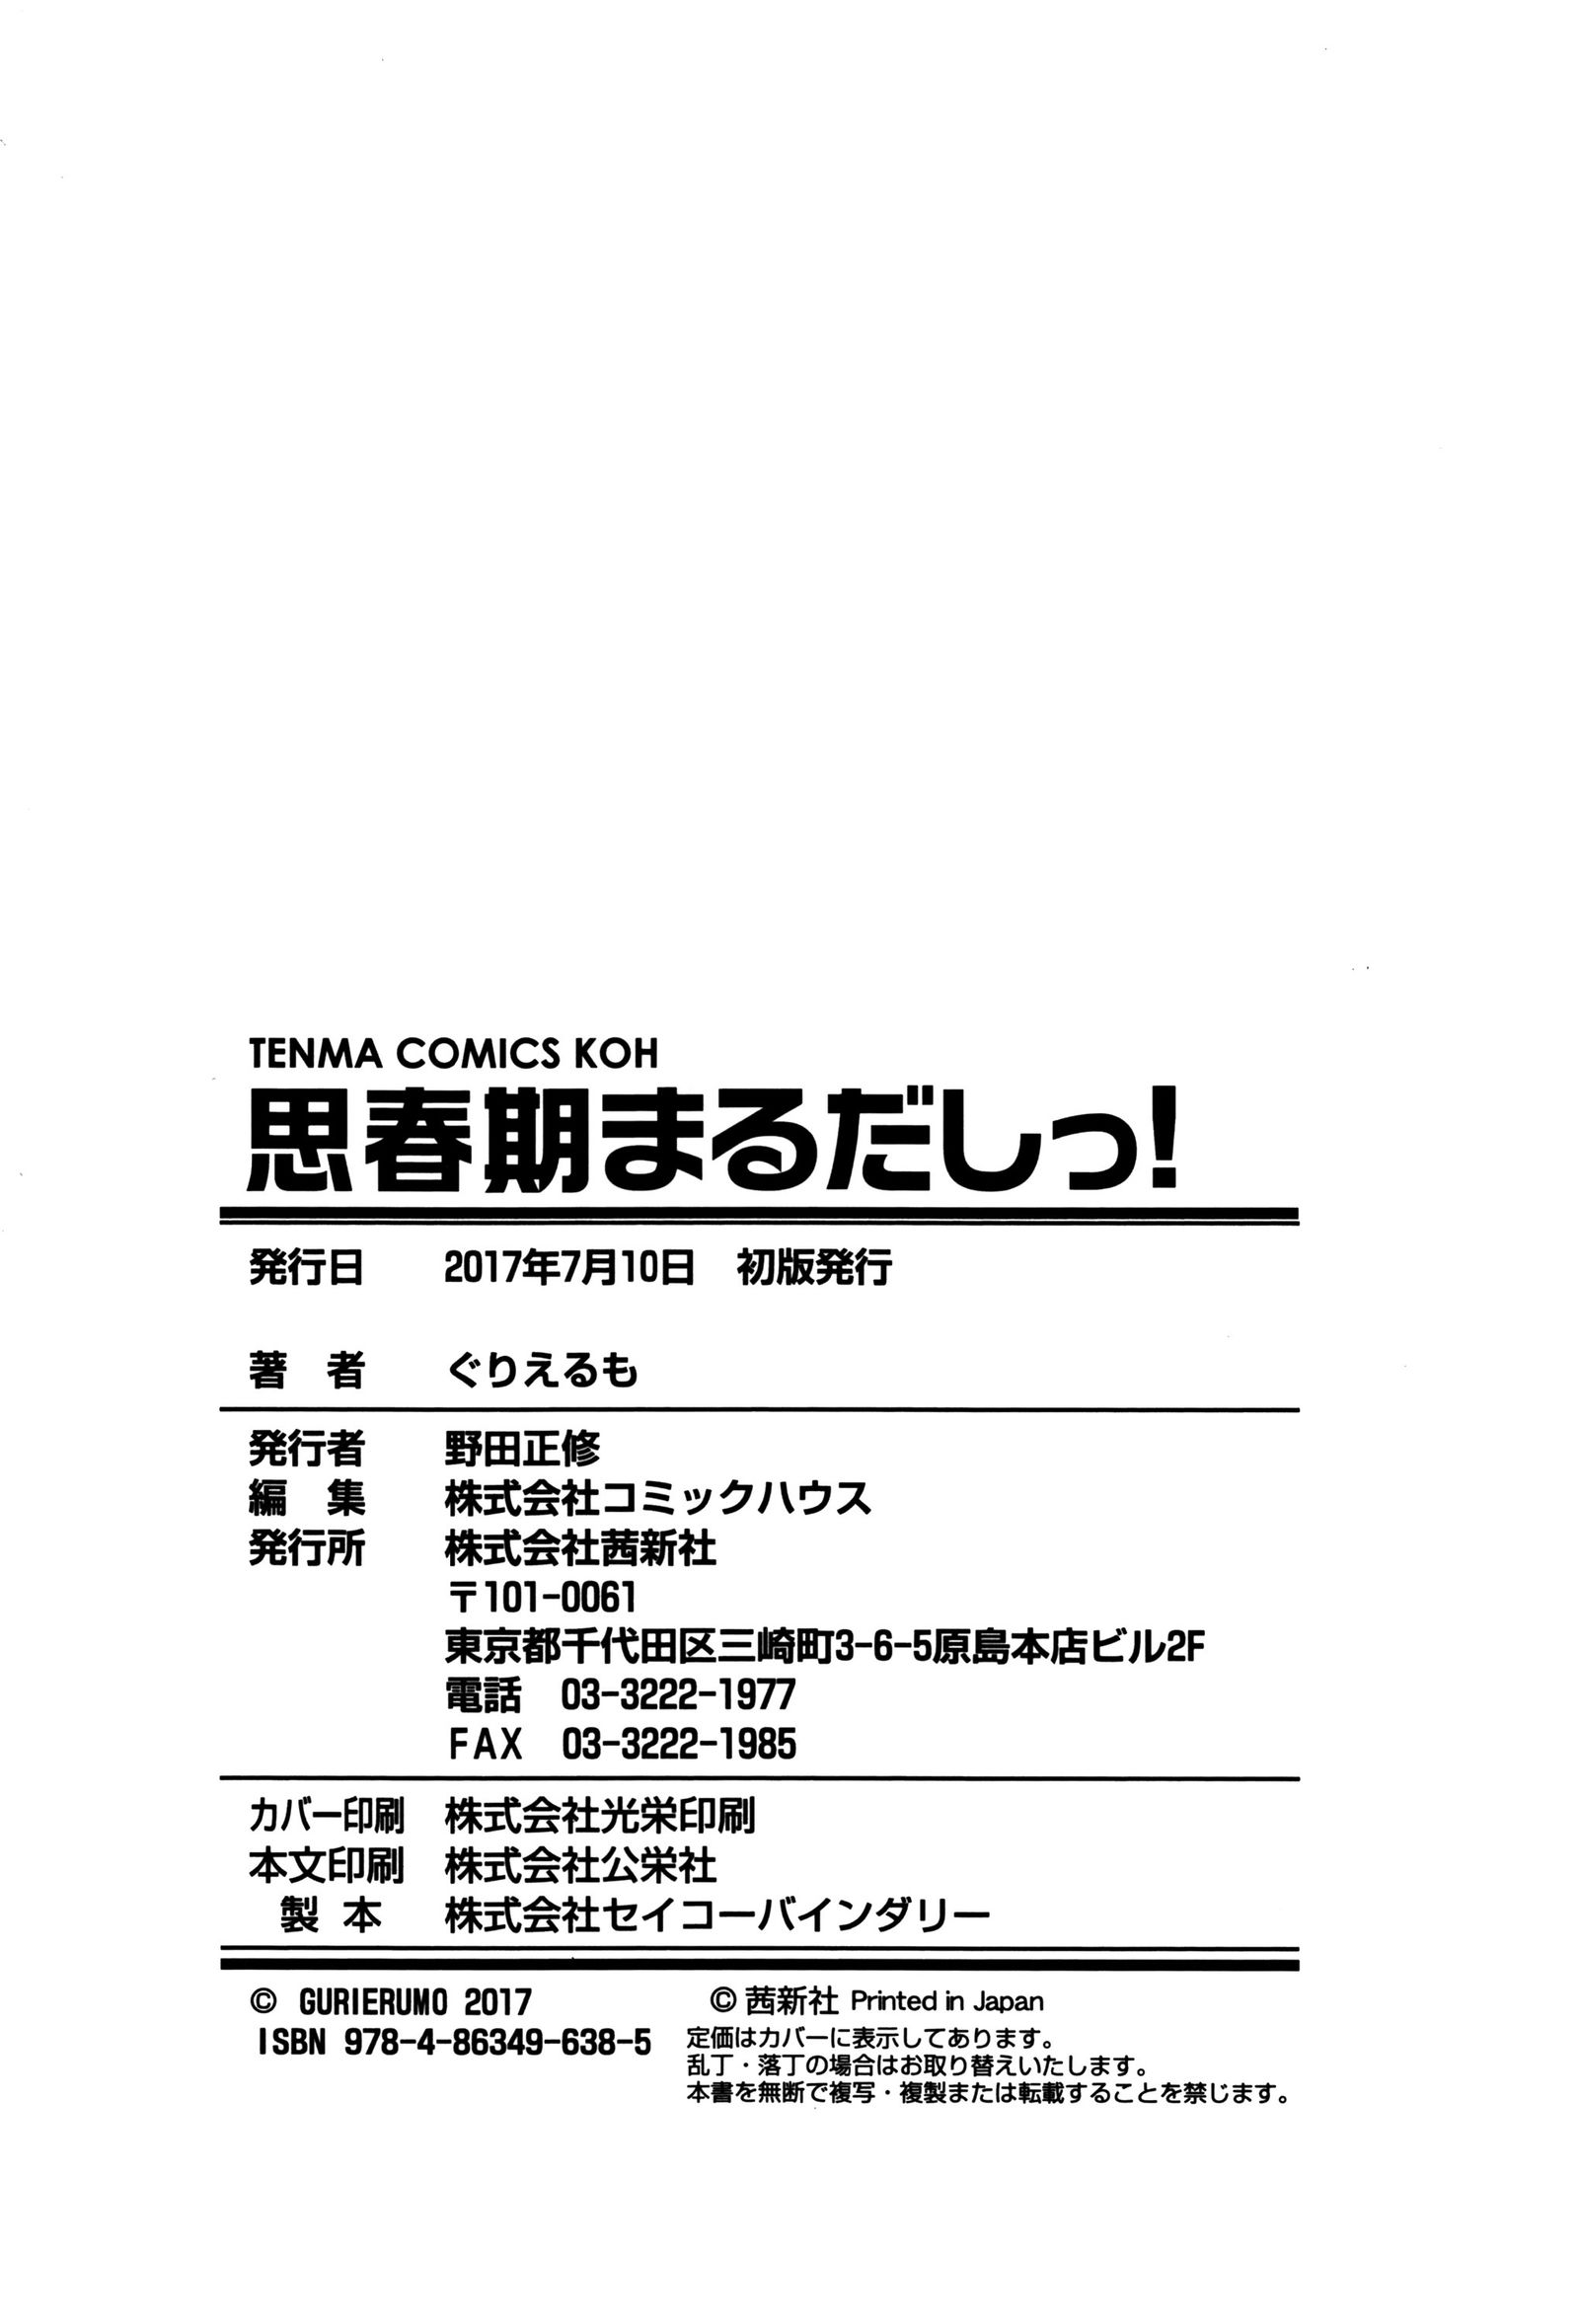 TENMA COMICS KOH
思春期まるだしっ!
発行日 2017年7月10日 初版発行
著 者 ぐりえるも
発行者 野田正修
編 集 株式会社コミックハウス
発行所 株式会社茜新社
〒101-0061
東京都千代田区三崎町3-6-5原島本店ビル2F
電話 03-3222-1977
FAX 03-3222-1985
カバー印刷 株式会社光栄印刷
本文印刷 株式会社公栄社
製 本 株式会社セイコーバインダリー
© GURIERUMO 2017 © 茜新社 Printed in Japan
ISBN 978-4-86349-638-5 定価はカバーに表示してあります。
乱丁・落丁の場合はお取り替えいたします。
本書を無断で複写・複製または転載することを禁じます。